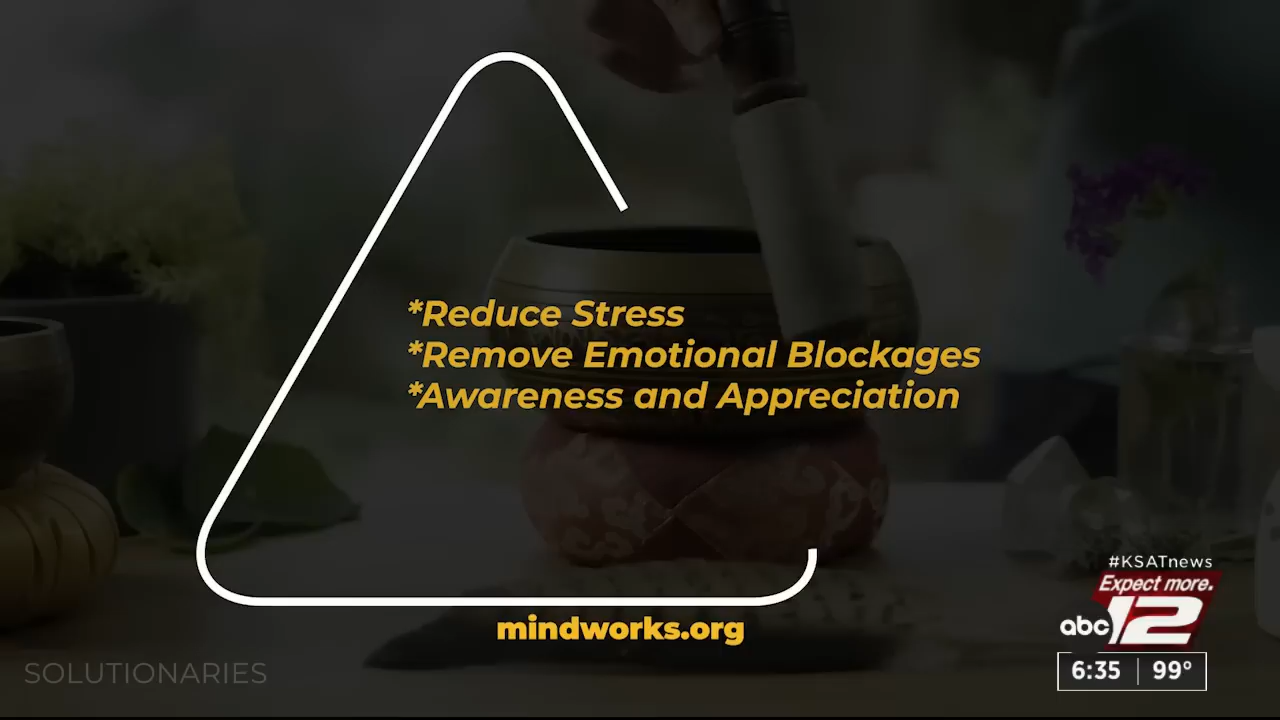 *Reduce Stress
*Remove Emotional Blockages
*Awareness and Appreciation
mindworks.org
SOLUTIONARIES
#KSATnews
Expect more.
abc 12
6:35 | 99°